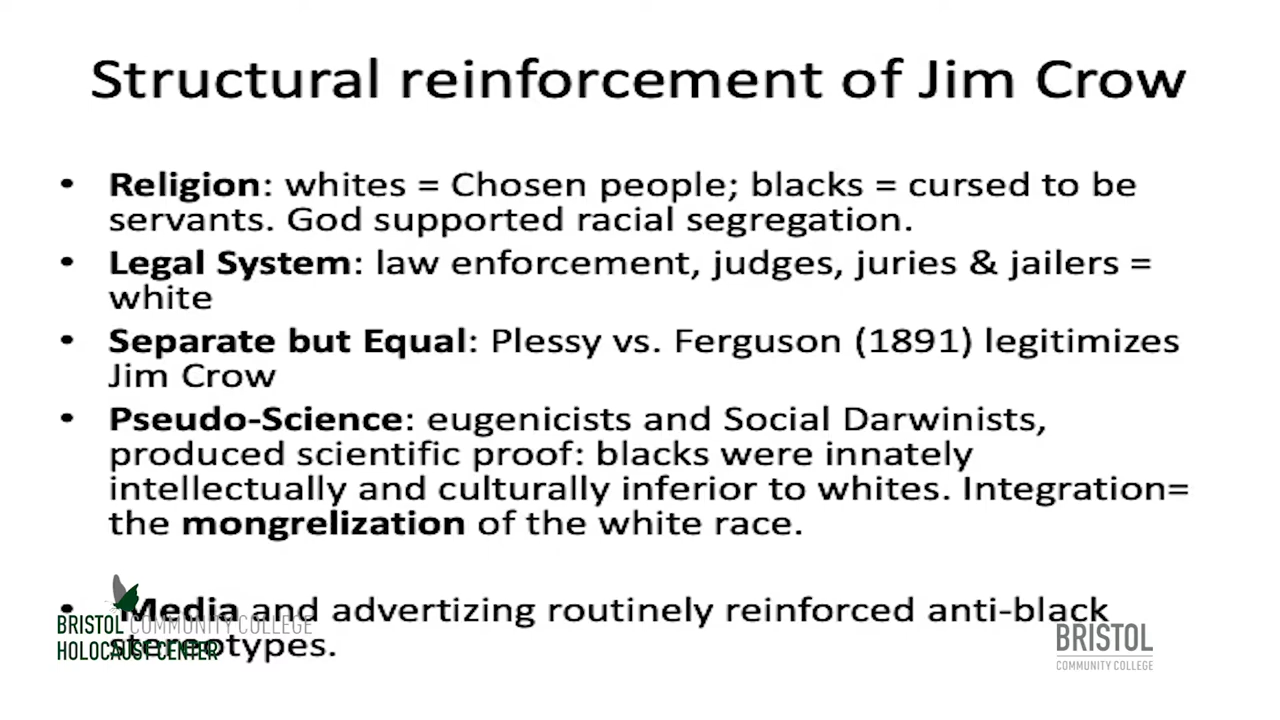 Structural reinforcement of Jim Crow
• Religion: whites = Chosen people; blacks = cursed to be
servants. God supported racial segregation.
• Legal System: law enforcement, judges, juries & jailers =
white
• Separate but Equal: Plessy vs. Ferguson (1891) legitimizes
Jim Crow
• Pseudo-Science: eugenicists and Social Darwinists,
produced scientific proof: blacks were innately
intellectually and culturally inferior to whites. Integration=
the mongrelization of the white race.
• Media and advertizing routinely reinforced anti-black
stereotypes.
BRISTOL COMMUNITY COLLEGE
HOLOCAUST CENTER
BRISTOL
COMMUNITY COLLEGE